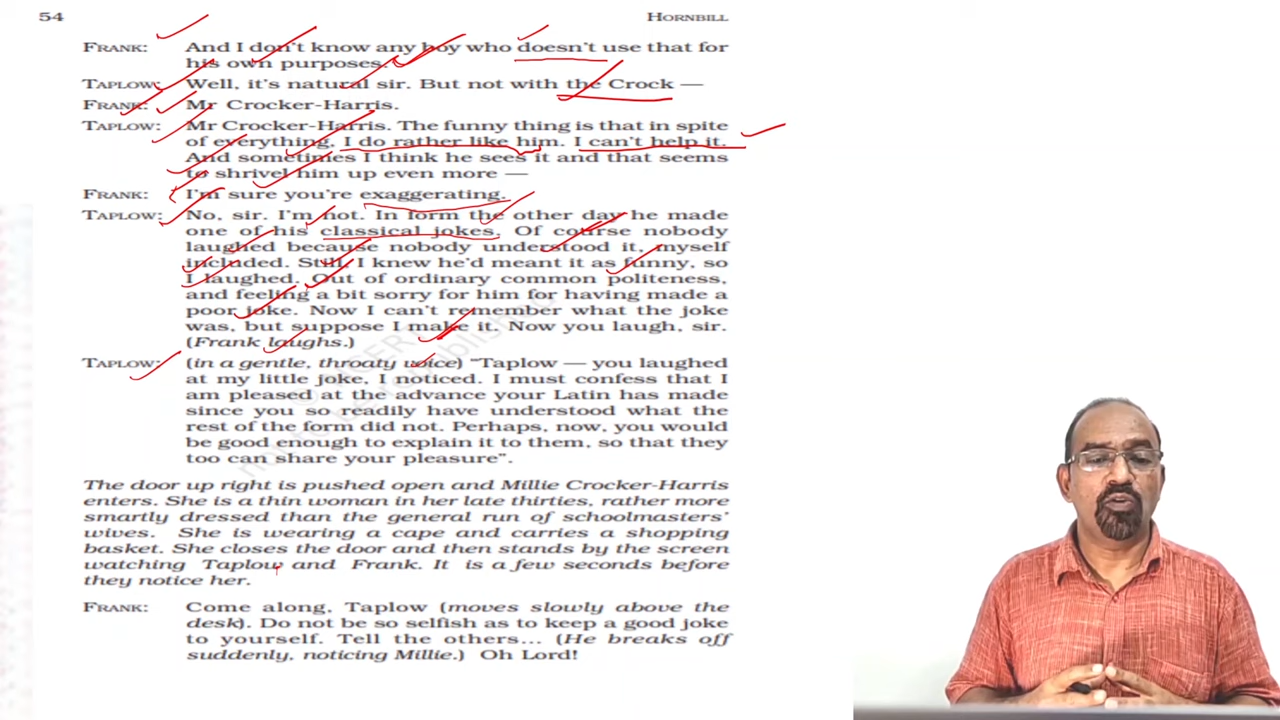 54 HORNBILL
FRANK: And I don't know any boy who doesn't use that for
his own purposes.
TAPLOW: Well, it's natural sir. But not with the Crock —
FRANK: Mr Crocker-Harris.
TAPLOW: Mr Crocker-Harris. The funny thing is that in spite
of everything, I do rather like him. I can't help it.
And sometimes I think he sees it and that seems
to shrivel him up even more —
FRANK: I'm sure you're exaggerating.
TAPLOW: No, sir. I'm not. In form the other day he made
one of his classical jokes. Of course nobody
laughed because nobody understood it, myself
included. Still, I knew he'd meant it as funny, so
I laughed. Out of ordinary common politeness,
and feeling a bit sorry for him for having made a
poor joke. Now I can't remember what the joke
was, but suppose I make it. Now you laugh, sir.
(Frank laughs.)
TAPLOW: (in a gentle, throaty voice) “Taplow — you laughed
at my little joke, I noticed. I must confess that I
am pleased at the advance your Latin has made
since you so readily have understood what the
rest of the form did not. Perhaps, now, you would
be good enough to explain it to them, so that they
too can share your pleasure”.
The door up right is pushed open and Millie Crocker-Harris
enters. She is a thin woman in her late thirties, rather more
smartly dressed than the general run of schoolmasters'
wives. She is wearing a cape and carries a shopping
basket. She closes the door and then stands by the screen
watching Taplow and Frank. It is a few seconds before
they notice her.
FRANK: Come along, Taplow (moves slowly above the
desk). Do not be so selfish as to keep a good joke
to yourself. Tell the others... (He breaks off
suddenly, noticing Millie.) Oh Lord!